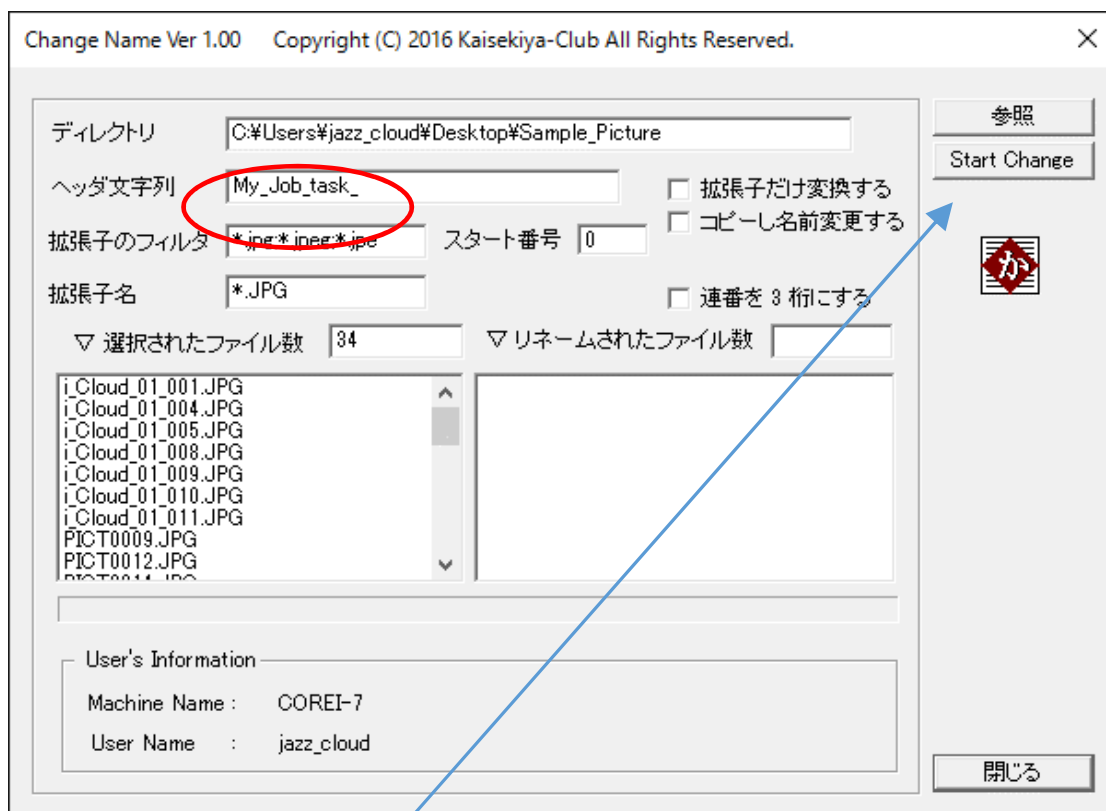 Change Name Ver 1.00 Copyright (C) 2016 Kaisekiya-Club All Rights Reserved.
ディレクトリ C:¥Users¥jazz_cloud¥Desktop¥Sample_Picture
参照
Start Change
ヘッダ文字列 My_Job_task_
拡張子だけ変換する
コピーし名前変更する
拡張子のフィルタ *.jpg;*.jpeg;*.jpe スタート番号 0
か
拡張子名 *.JPG
連番を 3 桁にする
▽ 選択されたファイル数 34 ▽ リネームされたファイル数
i_Cloud_01_001.JPG
i_Cloud_01_004.JPG
i_Cloud_01_005.JPG
i_Cloud_01_008.JPG
i_Cloud_01_009.JPG
i_Cloud_01_010.JPG
i_Cloud_01_011.JPG
PICT0009.JPG
PICT0012.JPG
User's Information
Machine Name : COREI-7
User Name : jazz_cloud
閉じる